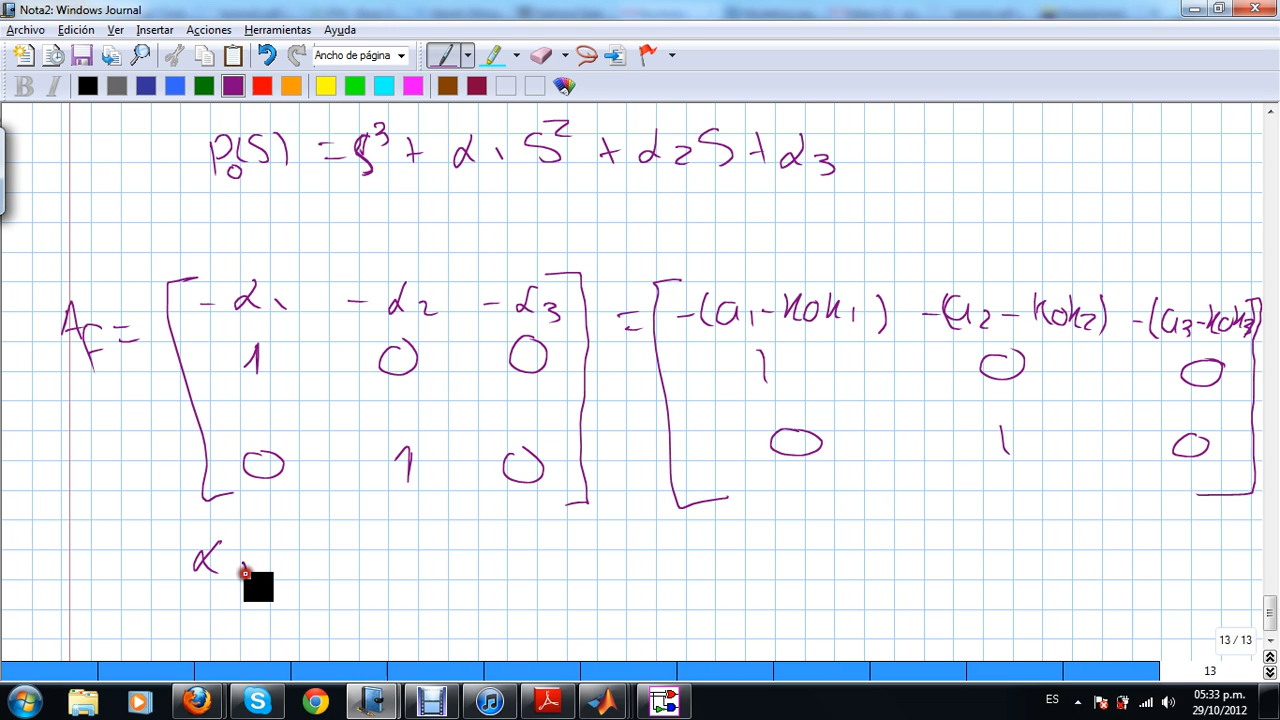 Nota2: Windows Journal
Archivo Edición Ver Insertar Acciones Herramientas Ayuda
Ancho de página
B I
P₀(S) = S³ + α₁ S² + α₂ S + α₃
A_F = [ -α₁ -α₂ -α₃ ] = [ -(a₁-k₀k₁) -(a₂-k₀k₂) -(a₃-k₀k₃) ]
1 0 0 1 0 0
0 1 0 0 1 0
α
13 / 13
13
ES 05:33 p.m.
29/10/2012